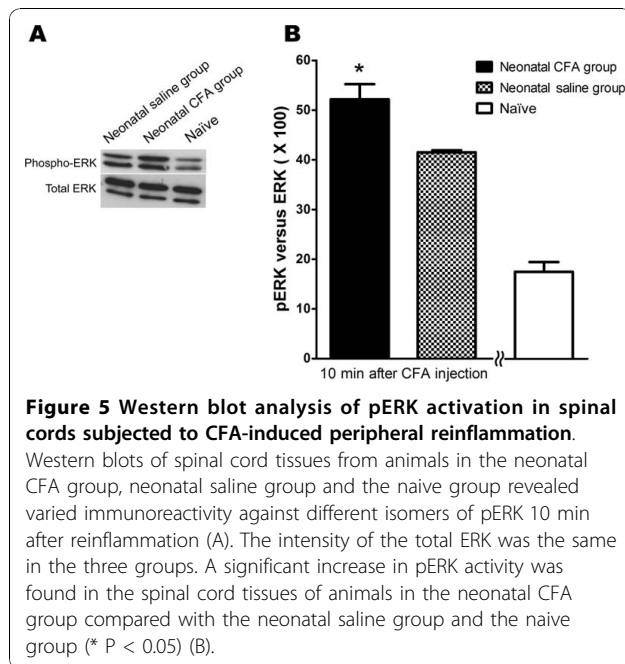 A
Neonatal saline group
Neonatal CFA group
Naïve
Phospho-ERK
Total ERK
B
pERK versus ERK ( X 100)
60
50
40
30
20
10
0
*
Neonatal CFA group
Neonatal saline group
Naïve
10 min after CFA injection
Figure 5 Western blot analysis of pERK activation in spinal
cords subjected to CFA-induced peripheral reinflammation.
Western blots of spinal cord tissues from animals in the neonatal
CFA group, neonatal saline group and the naive group revealed
varied immunoreactivity against different isomers of pERK 10 min
after reinflammation (A). The intensity of the total ERK was the same
in the three groups. A significant increase in pERK activity was
found in the spinal cord tissues of animals in the neonatal CFA
group compared with the neonatal saline group and the naive
group (* P < 0.05) (B).